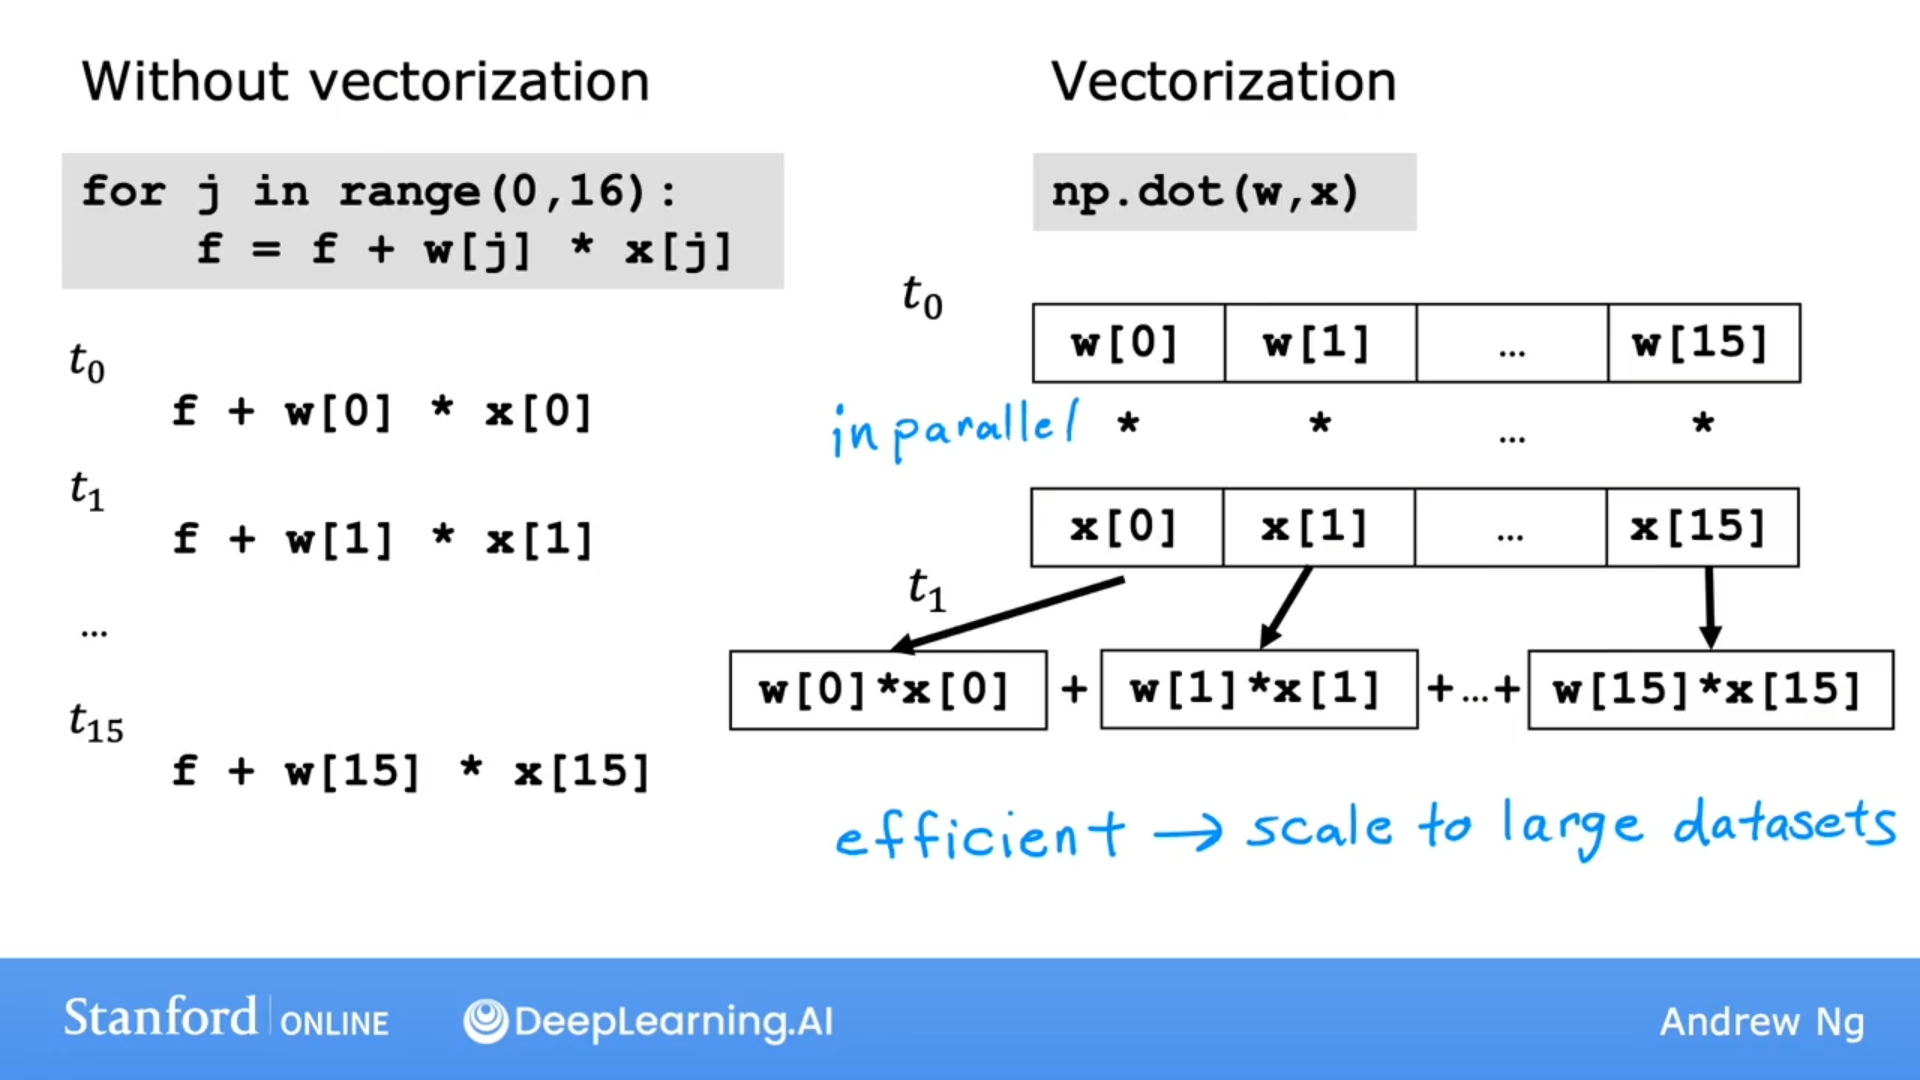 Without vectorization
for j in range(0,16):
f = f + w[j] * x[j]
t0
f + w[0] * x[0]
t1
f + w[1] * x[1]
...
t15
f + w[15] * x[15]
Vectorization
np.dot(w,x)
t0
w[0] w[1] ... w[15]
in parallel * * ... *
x[0] x[1] ... x[15]
t1
w[0]*x[0] + w[1]*x[1] +...+ w[15]*x[15]
efficient → scale to large datasets
Stanford ONLINE DeepLearning.AI Andrew Ng